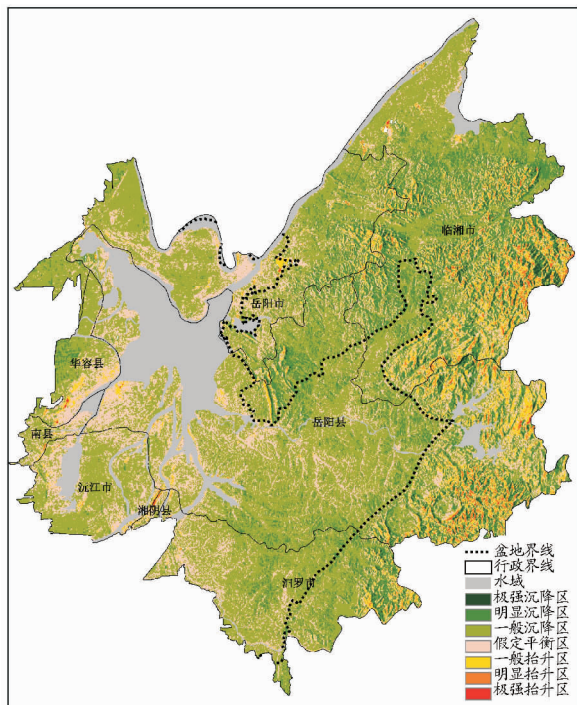 临湘市
岳阳市
华容县
岳阳县
南县
沅江市
湘阴县
汨罗市
盆地界线
行政界线
水域
极强沉降区
明显沉降区
一般沉降区
假定平衡区
一般抬升区
明显抬升区
极强抬升区